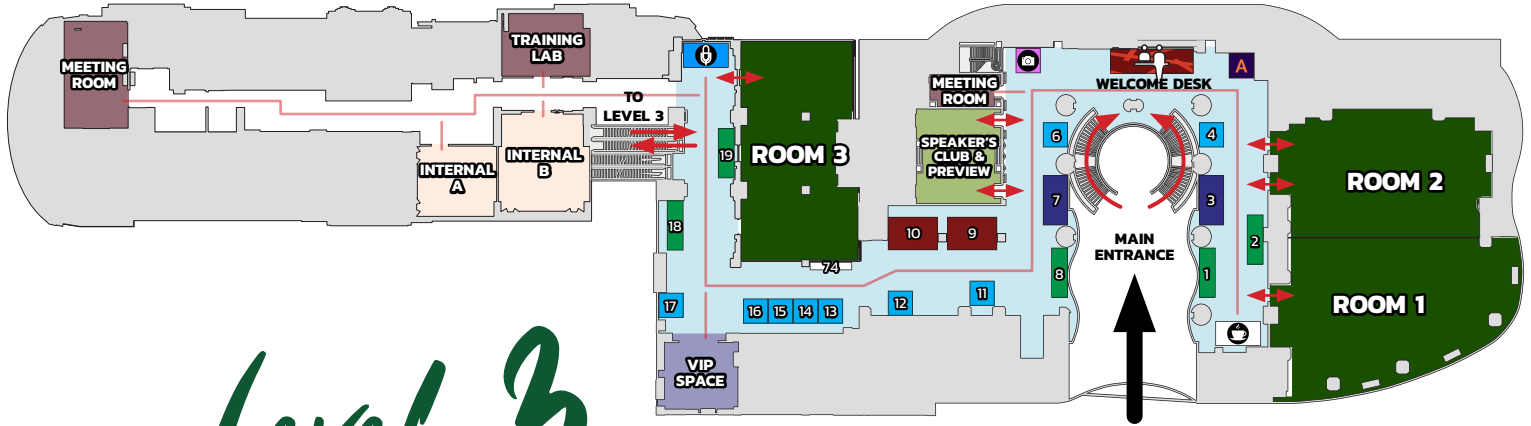 MEETING
ROOM
TRAINING
LAB
INTERNAL
A
INTERNAL
B
TO
LEVEL 3
19
18
17
ROOM 3
74
16
15
14
13
12
11
10
9
VIP
SPACE
MEETING
ROOM
SPEAKER'S
CLUB &
PREVIEW
WELCOME DESK
A
6
4
7
3
8
1
2
MAIN
ENTRANCE
ROOM 2
ROOM 1
Level 3